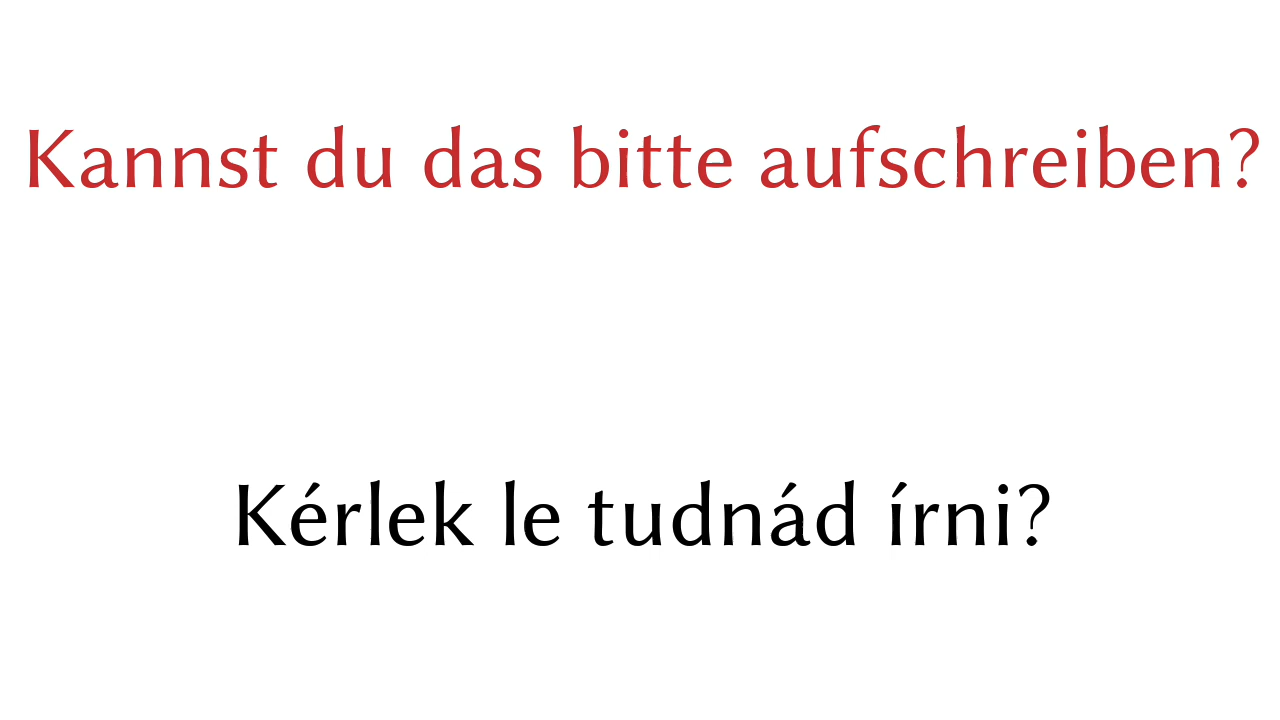 Kannst du das bitte aufschreiben?
Kérlek le tudnád írni?